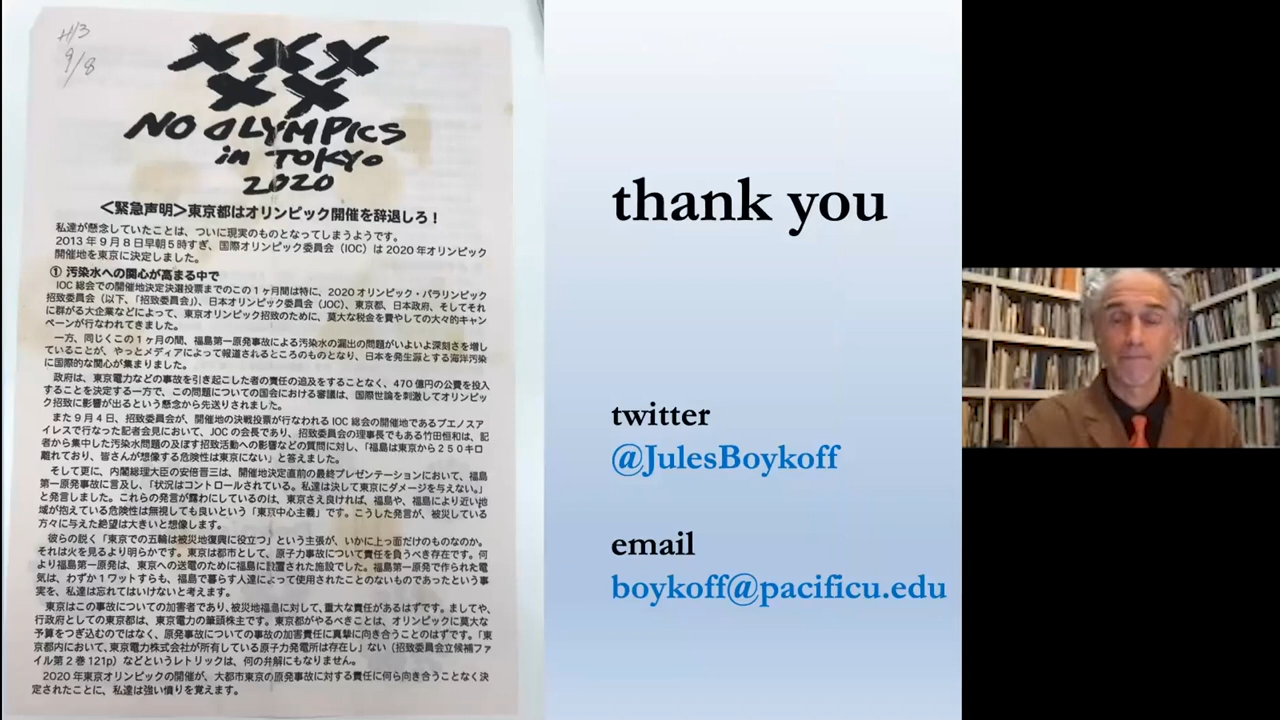 H/3
9/8
NO OLYMPICS
in TOKYO
2020
＜緊急声明＞東京都はオリンピック開催を辞退しろ！
私達が懸念していたことは、ついに現実のものとなってしまうようです。
2013年9月8日早朝5時すぎ、国際オリンピック委員会（IOC）は2020年オリンピック
開催地を東京に決定しました。
① 汚染水への関心が高まる中で
IOC総会での開催地決定決選投票までのこの1ヶ月間は特に、2020オリンピック・パラリンピック
招致委員会（以下、「招致委員会」）、日本オリンピック委員会（JOC）、東京都、日本政府、そしてそれ
に群がる大企業などによって、東京オリンピック招致のために、莫大な税金を費やしての大々的キャン
ペーンが行なわれてきました。
一方、同じくこの1ヶ月の間、福島第一原発事故による汚染水の漏出の問題がいよいよ深刻さを増し
ていることが、やっとメディアによって報道されるところのものとなり、日本を発生源とする海洋汚染
に国際的な関心が集まりました。
政府は、東京電力などの事故を引き起こした者の責任の追及をすることなく、470億円の公費を投入
することを決定する一方で、この問題についての国会における審議は、国際世論を刺激してオリンピッ
ク招致に影響が出るという懸念から先送りされました。
また9月4日、招致委員会が、開催地の決戦投票が行なわれるIOC総会の開催地であるブエノスア
イレスで行なった記者会見において、JOCの会長であり、招致委員会の理事長でもある竹田恒和は、記
者から集中した汚染水問題の及ぼす招致活動への影響などの質問に対し、「福島は東京から250キロ
離れており、皆さんが想像する危険性は東京にない」と答えました。
そして更に、内閣総理大臣の安倍晋三は、開催地決定直前の最終プレゼンテーションにおいて、福島
第一原発事故に言及し、「状況はコントロールされている。私達は決して東京にダメージを与えない。」
と発言しました。これらの発言が露わにしているのは、東京さえ良ければ、福島や、福島により近い地
域が抱えている危険性は無視しても良いという「東京中心主義」です。こうした発言が、被災している
方々に与えた絶望は大きいと想像します。
彼らの説く「東京での五輪は被災地復興に役立つ」という主張が、いかに上っ面だけのものなのか。
それは火を見るより明らかです。東京は都市として、原子力事故について責任を負うべき存在です。何
より福島第一原発は、東京への送電のために福島に設置された施設でした。福島第一原発で作られた電
気は、わずか1ワットすらも、福島で暮らす人達によって使用されたことのないものであったという事
実を、私達は忘れてはいけないと考えます。
東京はこの事故についての加害者であり、被災地福島に対して、重大な責任があるはずです。ましてや、
行政府としての東京都は、東京電力の筆頭株主です。東京都がやるべきことは、オリンピックに莫大な
予算をつぎ込むのではなく、原発事故についての事故の加害責任に真摯に向き合うことのはずです。「東
京都内において、東京電力株式会社が所有している原子力発電所は存在し」ない（招致委員会立候補ファ
イル第2巻 121p）などというレトリックは、何の弁解にもなりません。
2020年東京オリンピックの開催が、大都市東京の原発事故に対する責任に何ら向き合うことなく決
定されたことに、私達は強い憤りを覚えます。
thank you
twitter
@JulesBoykoff
email
boykoff@pacificu.edu